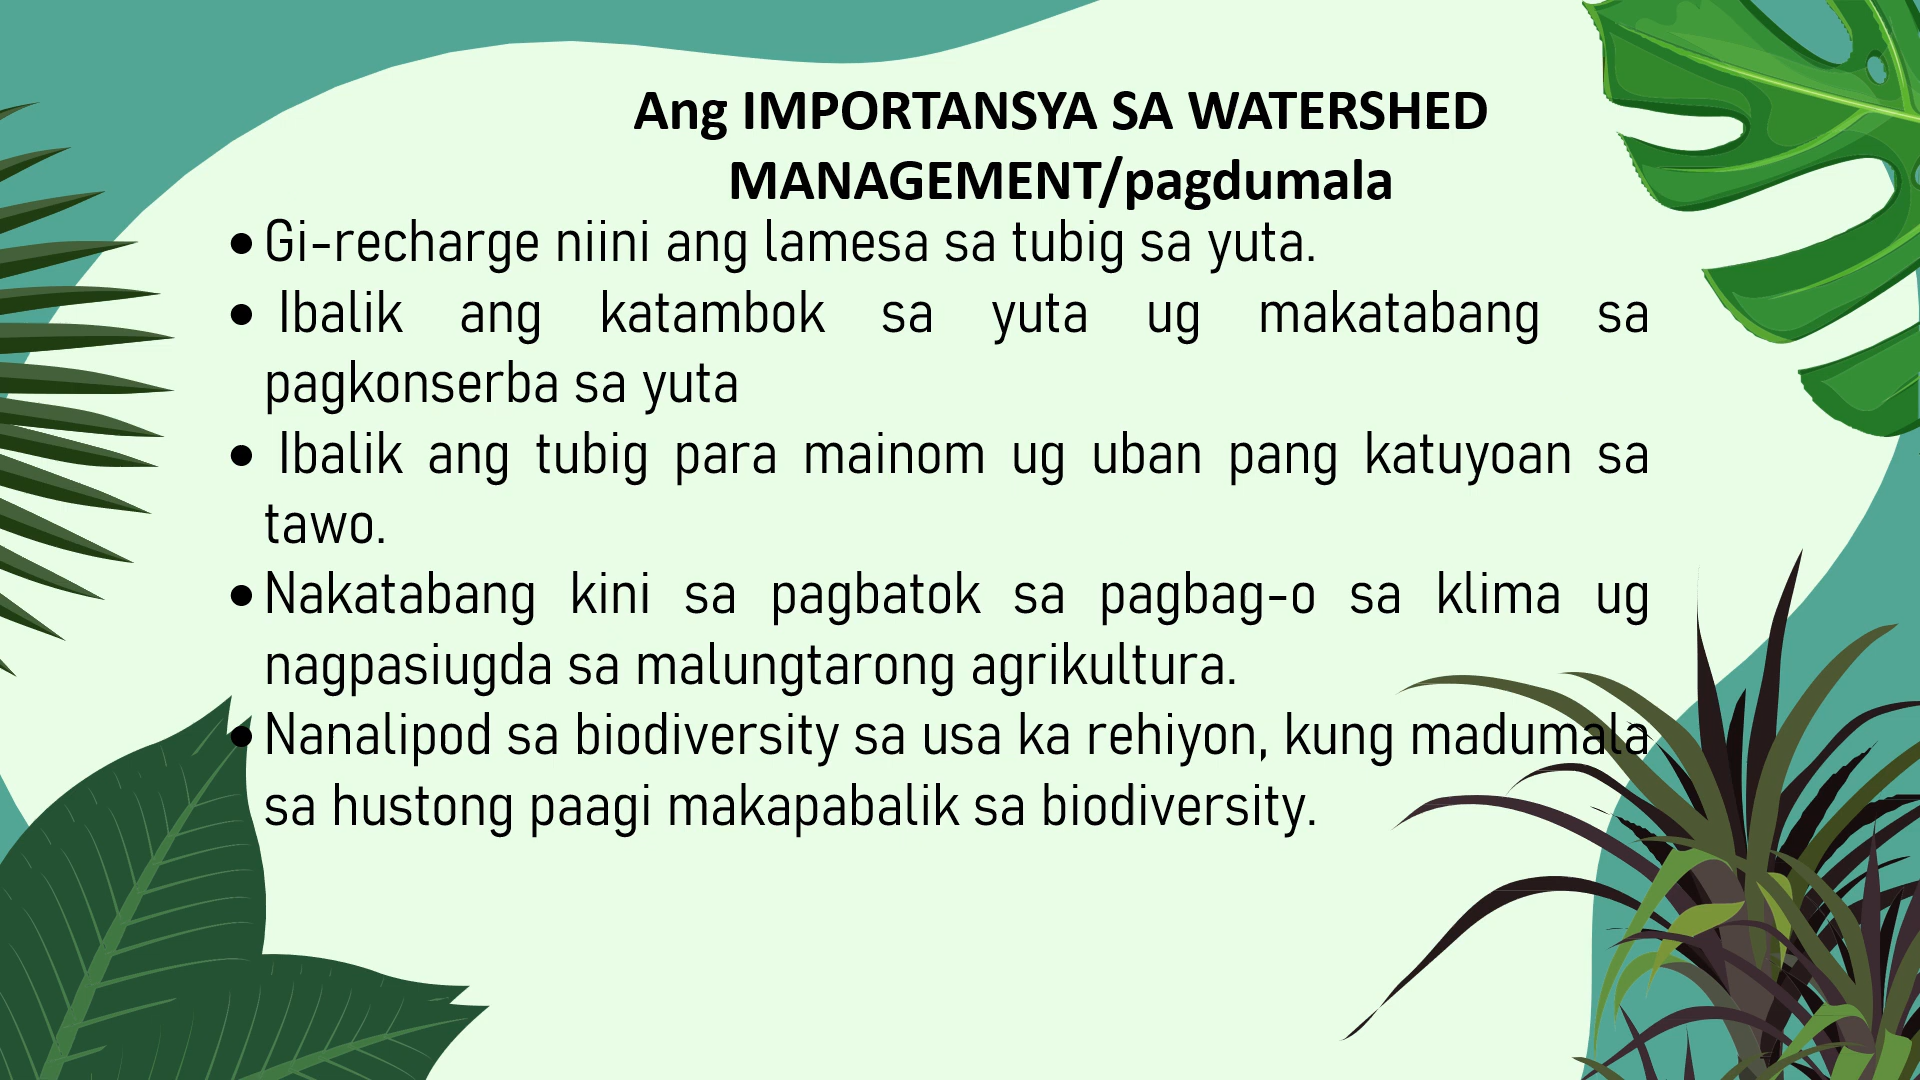 Ang IMPORTANSYA SA WATERSHED
MANAGEMENT/pagdumala
• Gi-recharge niini ang lamesa sa tubig sa yuta.
• Ibalik ang katambok sa yuta ug makatabang sa
pagkonserba sa yuta
• Ibalik ang tubig para mainom ug uban pang katuyoan sa
tawo.
• Nakatabang kini sa pagbatok sa pagbag-o sa klima ug
nagpasiugda sa malungtarong agrikultura.
• Nanalipod sa biodiversity sa usa ka rehiyon, kung madumala
sa hustong paagi makapabalik sa biodiversity.